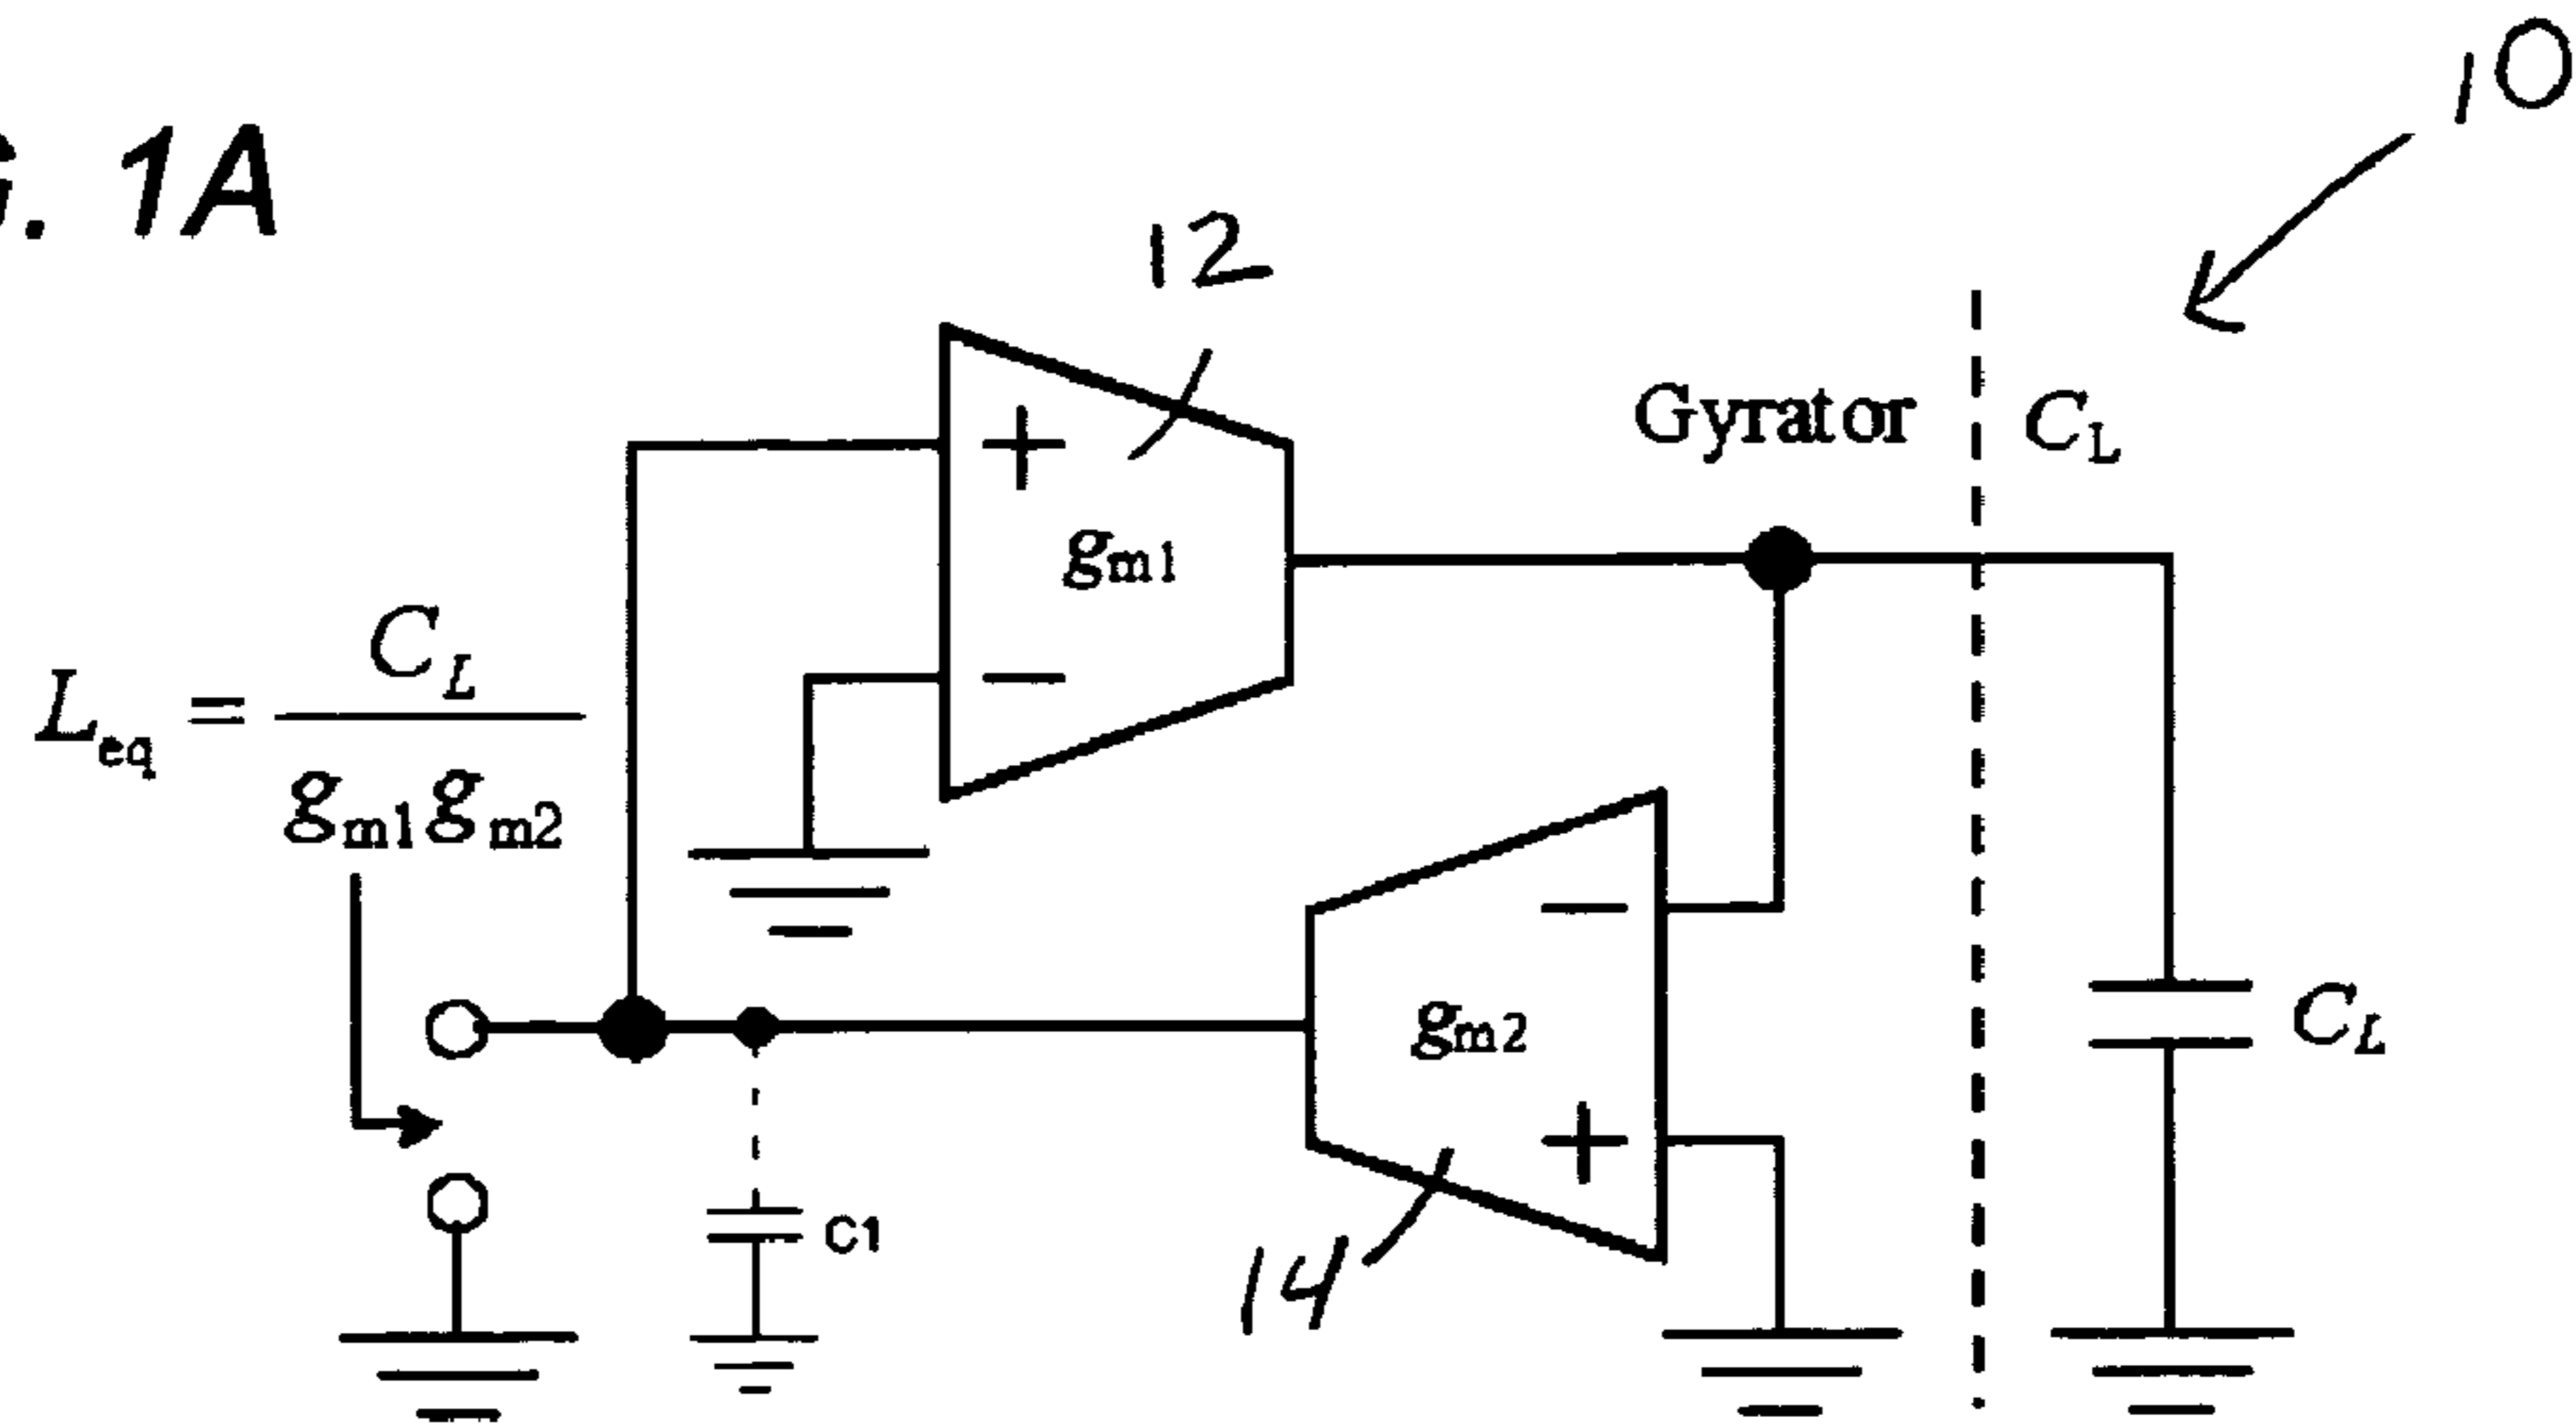 G. 1A
10
12
Gyrator
C_L
+
g_m1
−
L_eq = C_L / g_m1 g_m2
−
g_m2
+
C_L
C1
14